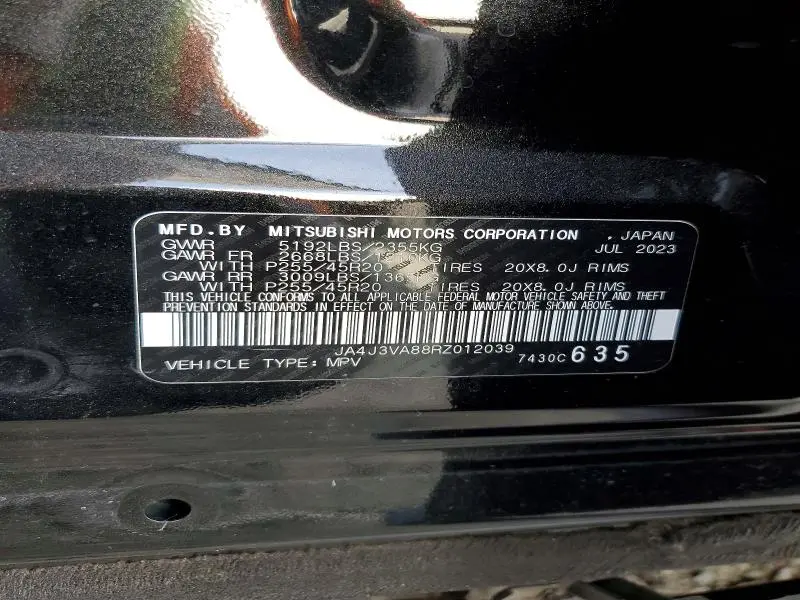 MFD.BY MITSUBISHI MOTORS CORPORATION . JAPAN
GVWR 5192LBS/2355KG JUL 2023
GAWR FR 2668LBS
WITH P255/45R20 TIRES 20X8.0J RIMS
GAWR RR 3009LBS
WITH P255/45R20 TIRES 20X8.0J RIMS
THIS VEHICLE CONFORMS TO ALL APPLICABLE FEDERAL MOTOR VEHICLE SAFETY AND THEFT
PREVENTION STANDARDS IN EFFECT ON THE DATE OF MANUFACTURE SHOWN ABOVE.
JA4J3VA88RZ012039
VEHICLE TYPE: MPV 7430C 635